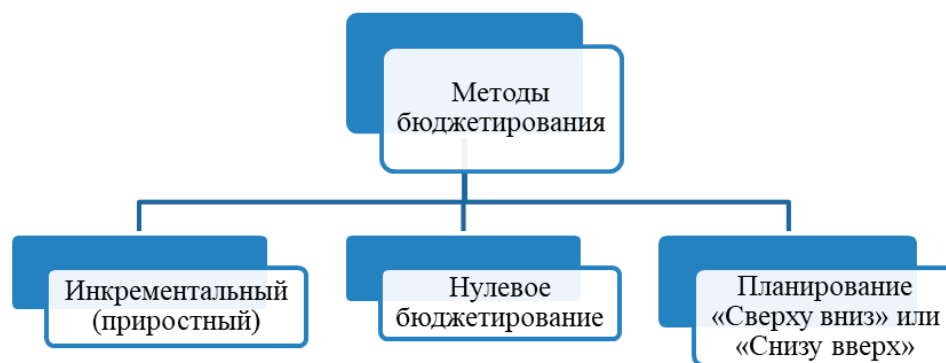 Методы
бюджетирования
Инкрементальный
(приростный)
Нулевое
бюджетирование
Планирование
«Сверху вниз» или
«Снизу вверх»